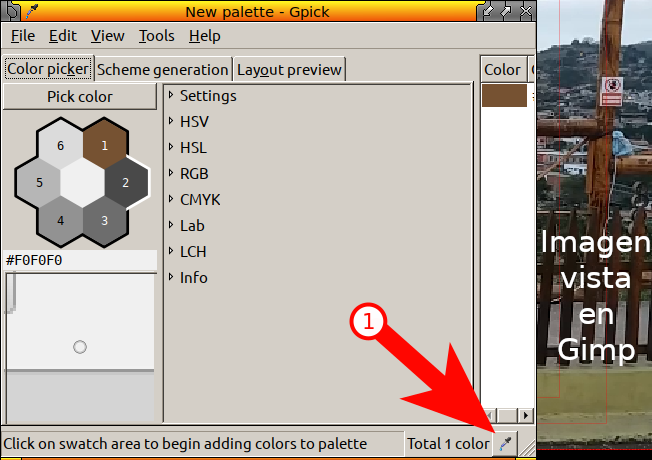 New palette - Gpick
File Edit View Tools Help
Color picker Scheme generation Layout preview
Color
Pick color
Settings
HSV
HSL
RGB
CMYK
Lab
LCH
Info
6 1
5 2
4 3
#F0F0F0
1
Imagen
vista
en
Gimp
Click on swatch area to begin adding colors to palette
Total 1 color